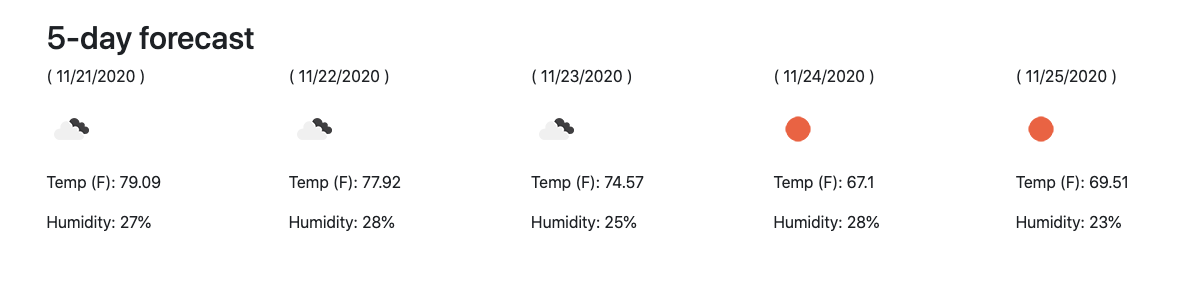 5-day forecast
( 11/21/2020 ) ( 11/22/2020 ) ( 11/23/2020 ) ( 11/24/2020 ) ( 11/25/2020 )
Temp (F): 79.09 Temp (F): 77.92 Temp (F): 74.57 Temp (F): 67.1 Temp (F): 69.51
Humidity: 27% Humidity: 28% Humidity: 25% Humidity: 28% Humidity: 23%